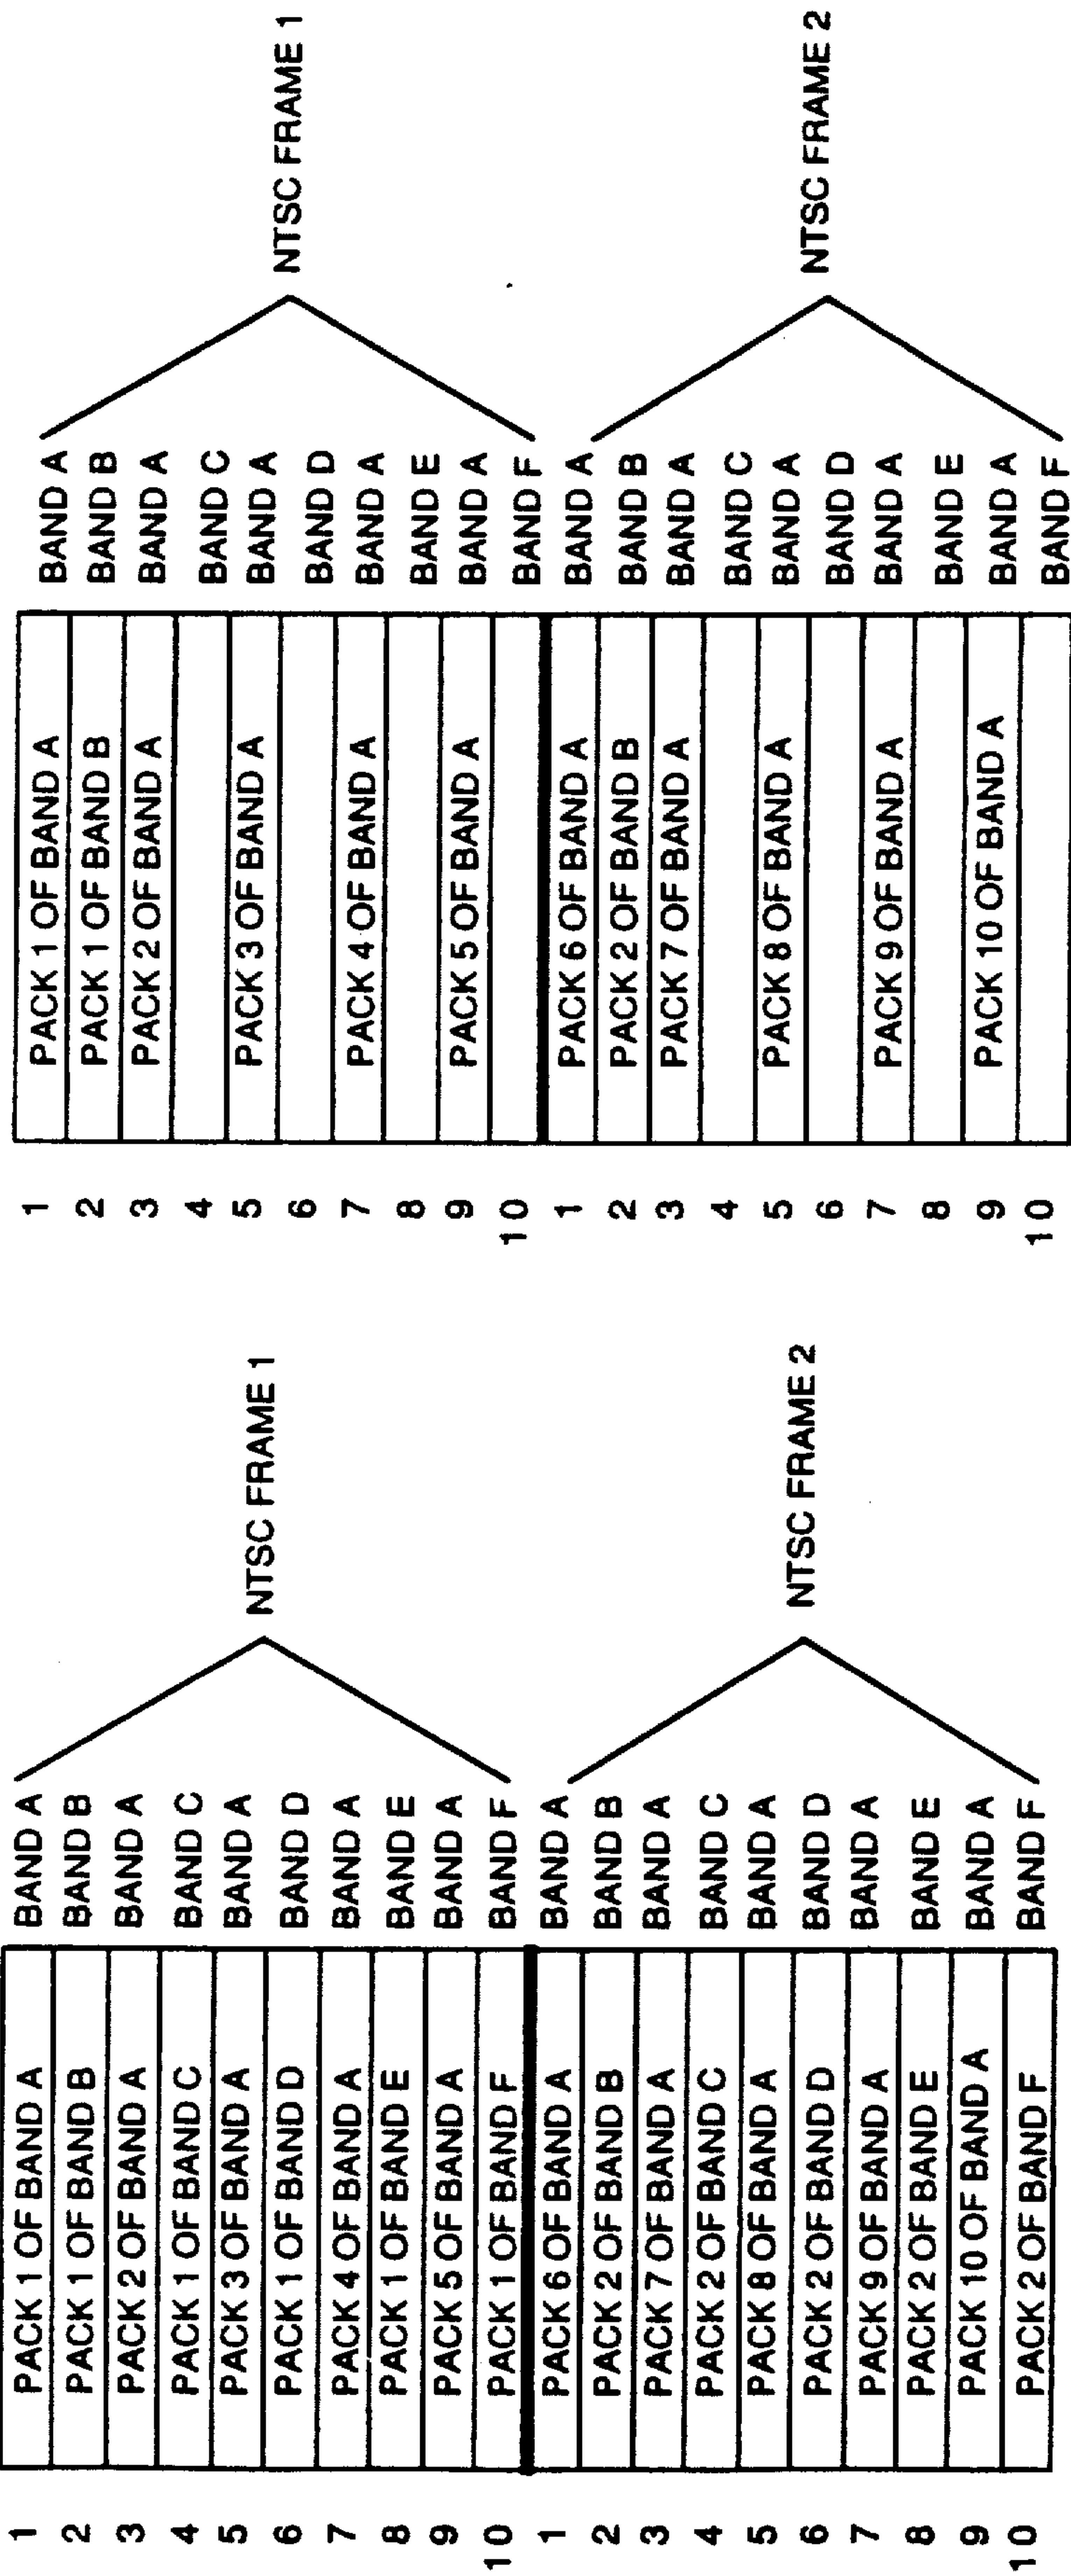 1 PACK 1 OF BAND A BAND A
2 PACK 1 OF BAND B BAND B
3 PACK 2 OF BAND A BAND A
4 PACK 1 OF BAND C BAND C
5 PACK 3 OF BAND A BAND A
NTSC FRAME 1
6 PACK 1 OF BAND D BAND D
7 PACK 4 OF BAND A BAND A
8 PACK 1 OF BAND E BAND E
9 PACK 5 OF BAND A BAND A
10 PACK 1 OF BAND F BAND F
1 PACK 6 OF BAND A BAND A
2 PACK 2 OF BAND B BAND B
3 PACK 7 OF BAND A BAND A
4 PACK 2 OF BAND C BAND C
5 PACK 8 OF BAND A BAND A
NTSC FRAME 2
6 PACK 2 OF BAND D BAND D
7 PACK 9 OF BAND A BAND A
8 PACK 2 OF BAND E BAND E
9 PACK 10 OF BAND A BAND A
10 PACK 2 OF BAND F BAND F
1 PACK 1 OF BAND A BAND A
2 PACK 1 OF BAND B BAND B
3 PACK 2 OF BAND A BAND A
4 BAND C
5 PACK 3 OF BAND A BAND A
NTSC FRAME 1
6 BAND D
7 PACK 4 OF BAND A BAND A
8 BAND E
9 PACK 5 OF BAND A BAND A
10 BAND F
1 PACK 6 OF BAND A BAND A
2 PACK 2 OF BAND B BAND B
3 PACK 7 OF BAND A BAND A
4 BAND C
5 PACK 8 OF BAND A BAND A
NTSC FRAME 2
6 BAND D
7 PACK 9 OF BAND A BAND A
8 BAND E
9 PACK 10 OF BAND A BAND A
10 BAND F